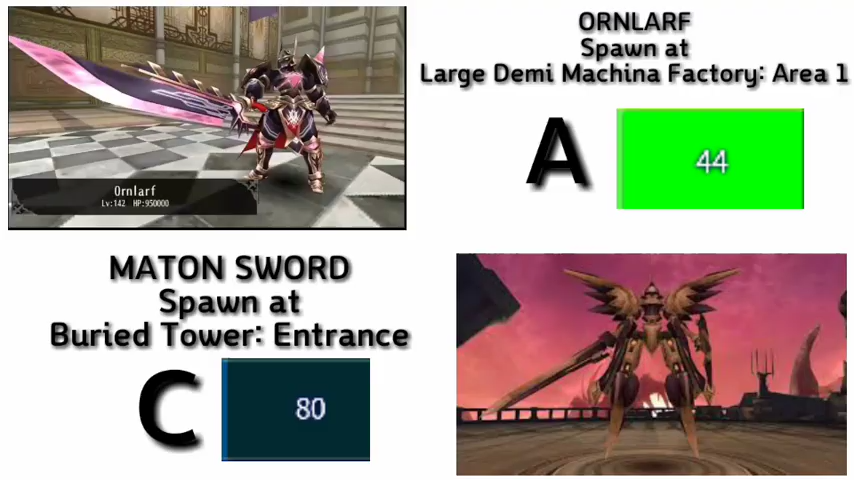 Ornlarf
Lv:142 HP:950000
ORNLARF
Spawn at
Large Demi Machina Factory: Area 1
A
44
MATON SWORD
Spawn at
Buried Tower: Entrance
C
80